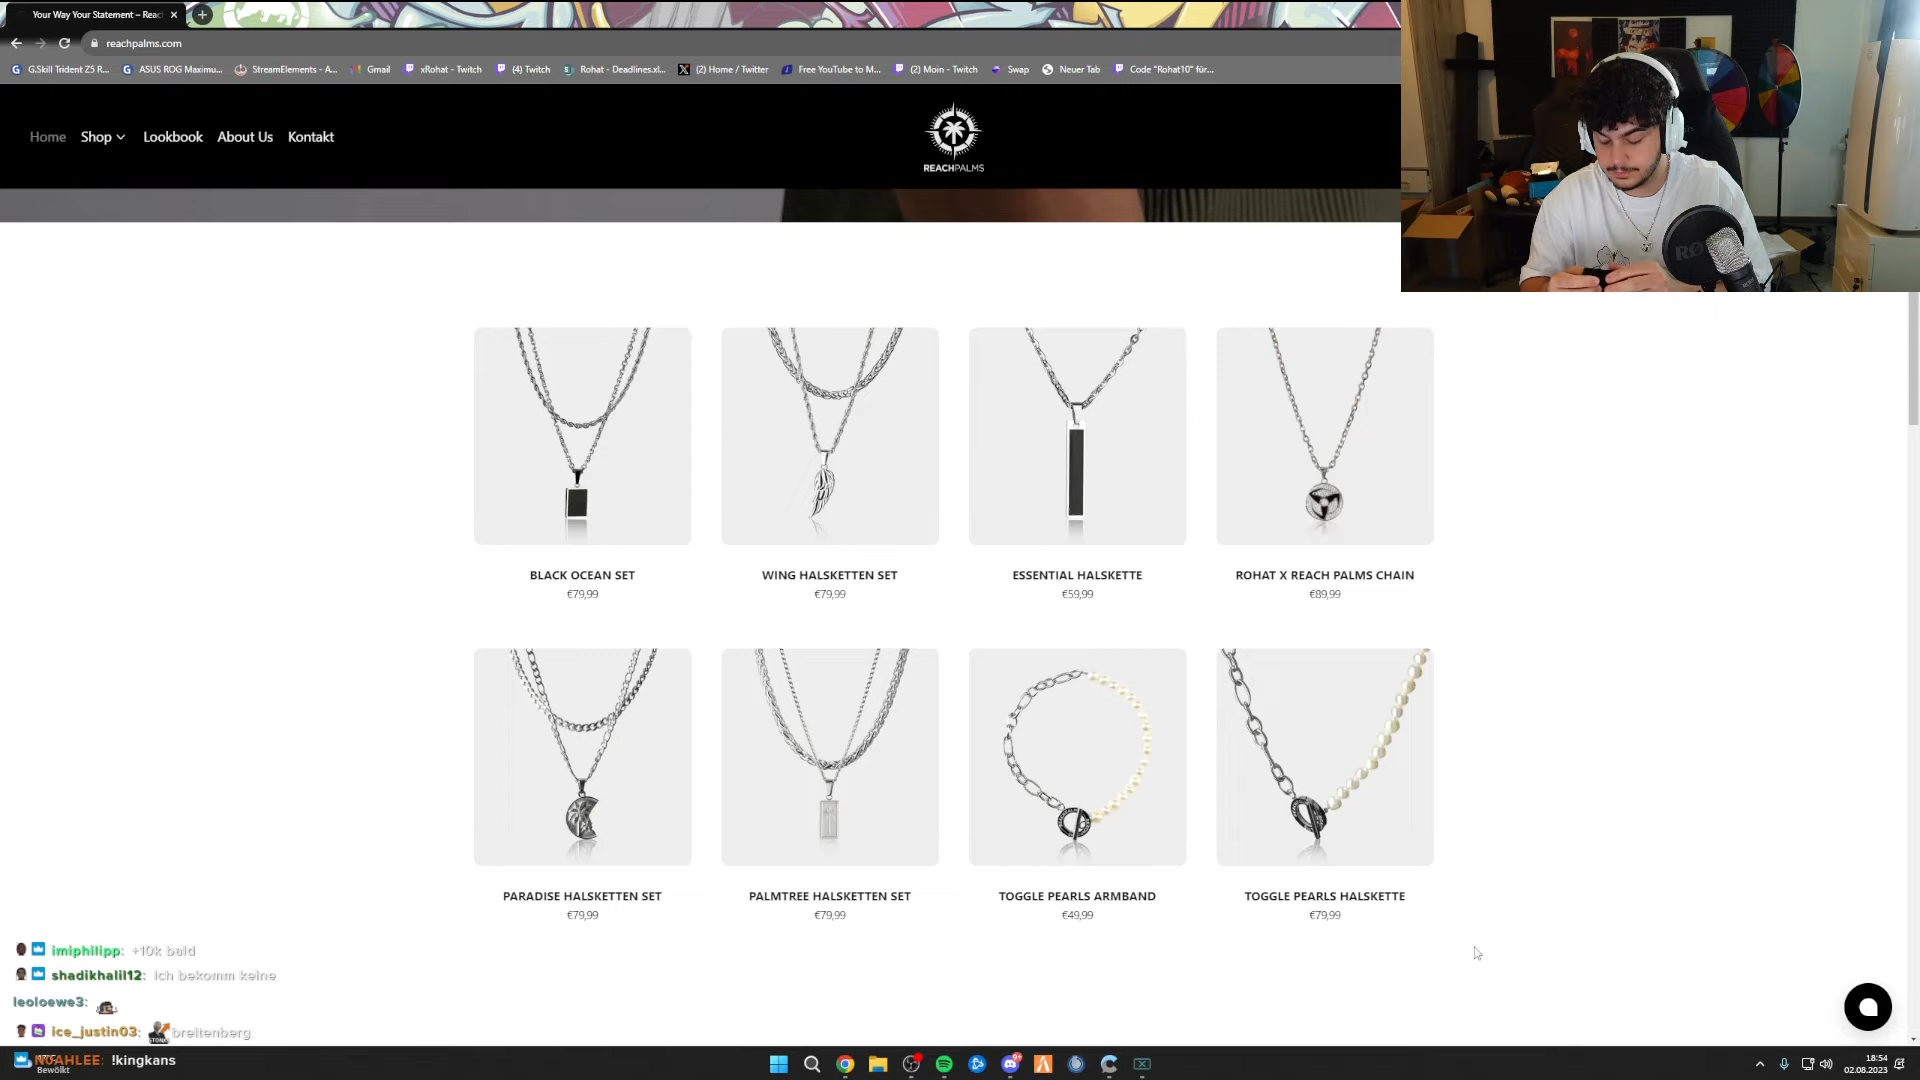 Your Way Your Statement – Reac
reachpalms.com
G.Skill Trident Z5 R...
ASUS ROG Maximu...
StreamElements - A...
Gmail
xRohat - Twitch
(4) Twitch
Rohat - Deadlines.xl...
(2) Home / Twitter
Free YouTube to M...
(2) Moin - Twitch
Swap
Neuer Tab
Code "Rohat10" für...
Home
Shop
Lookbook
About Us
Kontakt
REACHPALMS
RØ
BLACK OCEAN SET
€79,99
WING HALSKETTEN SET
€79,99
ESSENTIAL HALSKETTE
€59,99
ROHAT X REACH PALMS CHAIN
€89,99
PARADISE HALSKETTEN SET
€79,99
PALMTREE HALSKETTEN SET
€79,99
TOGGLE PEARLS ARMBAND
€49,99
TOGGLE PEARLS HALSKETTE
€79,99
imiphilipp: +10k bald
shadikhalil12: Ich bekomm keine
leoloewe3:
ice_justin03: breitenberg
N0AHLEE: !kingkans
Bewölkt
18:54
02.08.2023